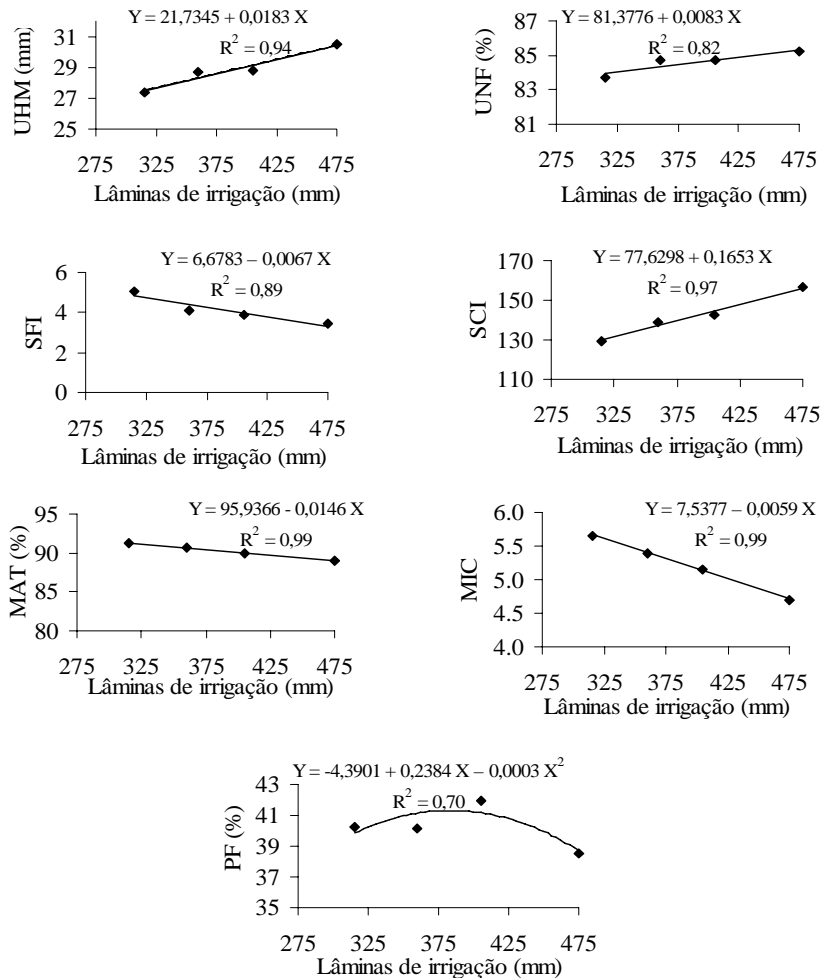 Y = 21,7345 + 0,0183 X
R² = 0,94
UHM (mm)
31
29
27
25
275 325 375 425 475
Lâminas de irrigação (mm)
Y = 81,3776 + 0,0083 X
R² = 0,82
UNF (%)
87
85
83
81
275 325 375 425 475
Lâminas de irrigação (mm)
Y = 6,6783 – 0,0067 X
R² = 0,89
SFI
6
4
2
0
275 325 375 425 475
Lâminas de irrigação (mm)
Y = 77,6298 + 0,1653 X
R² = 0,97
SCI
170
150
130
110
275 325 375 425 475
Lâminas de irrigação (mm)
Y = 95,9366 - 0,0146 X
R² = 0,99
MAT (%)
95
90
85
80
275 325 375 425 475
Lâminas de irrigação (mm)
Y = 7,5377 – 0,0059 X
R² = 0,99
MIC
6.0
5.5
5.0
4.5
4.0
275 325 375 425 475
Lâminas de irrigação (mm)
Y = -4,3901 + 0,2384 X – 0,0003 X²
R² = 0,70
PF (%)
43
41
39
37
35
275 325 375 425 475
Lâminas de irrigação (mm)